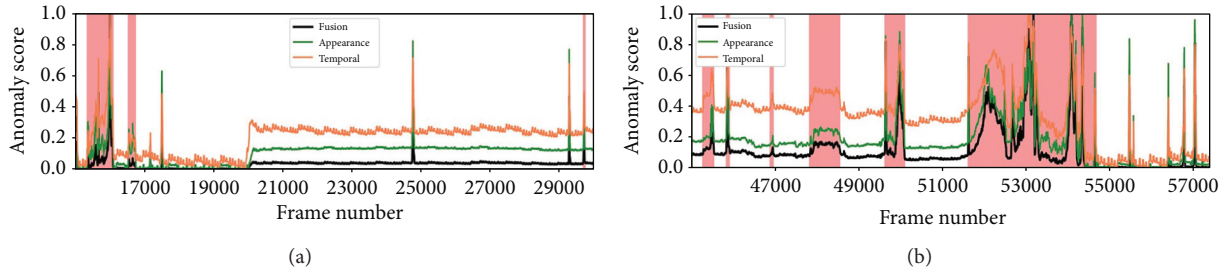 1.0
0.8
0.6
0.4
0.2
0.0
Anomaly score
Fusion
Appearance
Temporal
17000 19000 21000 23000 25000 27000 29000
Frame number
(a)
1.0
0.8
0.6
0.4
0.2
0.0
Anomaly score
Fusion
Appearance
Temporal
47000 49000 51000 53000 55000 57000
Frame number
(b)